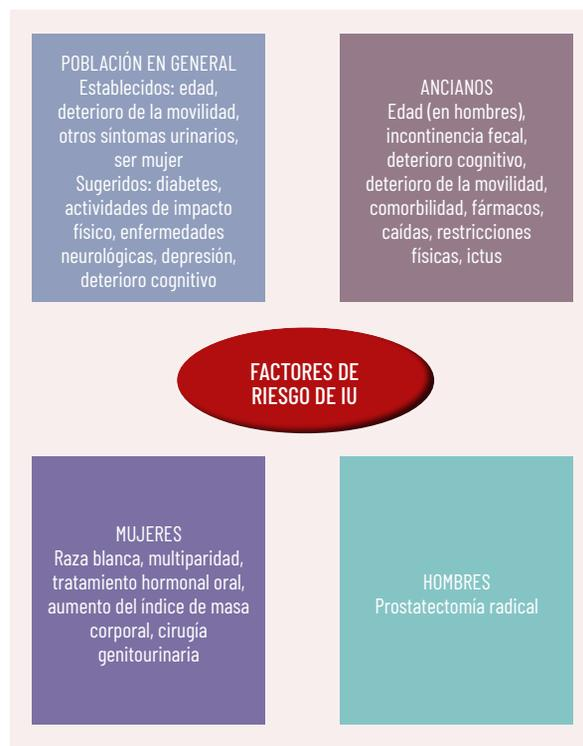 POBLACIÓN EN GENERAL
Establecidos: edad,
deterioro de la movilidad,
otros síntomas urinarios,
ser mujer
Sugeridos: diabetes,
actividades de impacto
físico, enfermedades
neurológicas, depresión,
deterioro cognitivo
ANCIANOS
Edad (en hombres),
incontinencia fecal,
deterioro cognitivo,
deterioro de la movilidad,
comorbilidad, fármacos,
caídas, restricciones
físicas, ictus
FACTORES DE
RIESGO DE IU
MUJERES
Raza blanca, multiparidad,
tratamiento hormonal oral,
aumento del índice de masa
corporal, cirugía
genitourinaria
HOMBRES
Prostatectomía radical